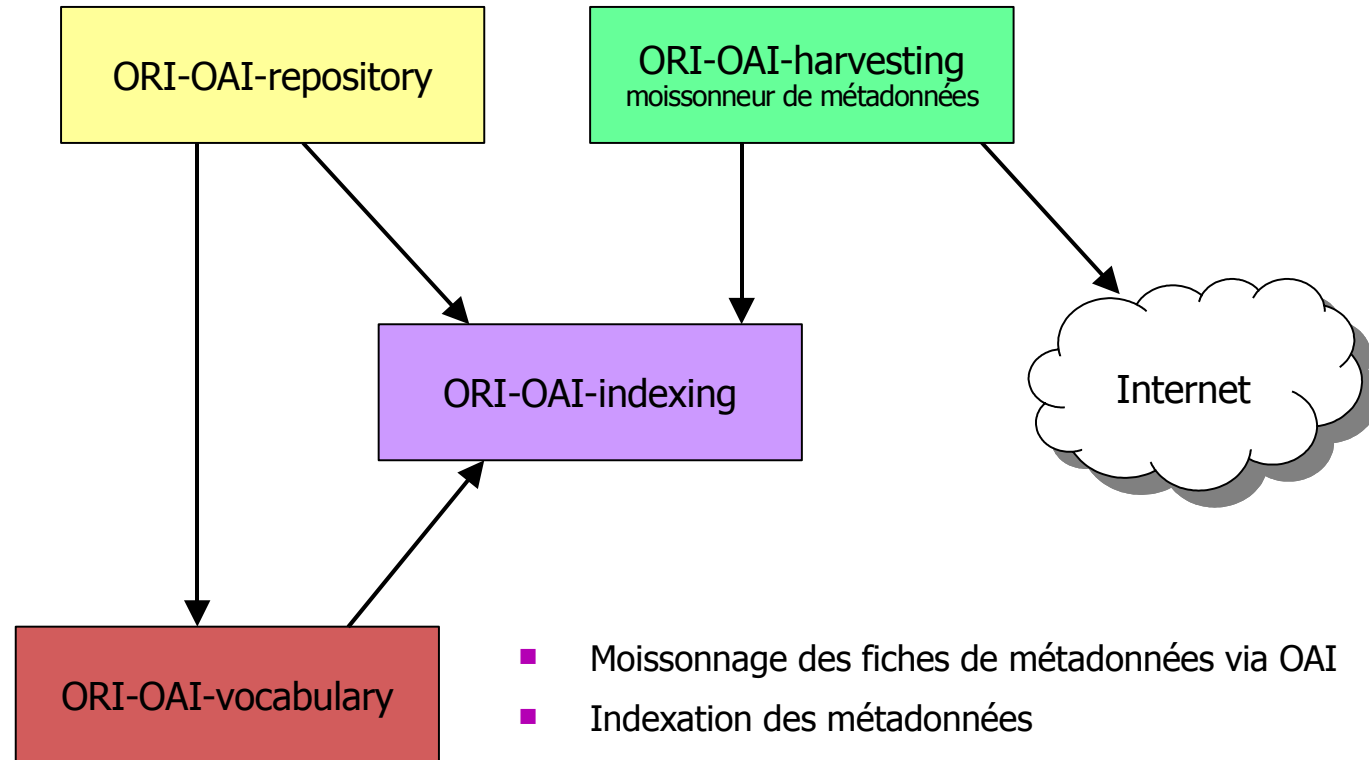 ORI-OAI-repository
ORI-OAI-harvesting
moissonneur de métadonnées
ORI-OAI-indexing
Internet
ORI-OAI-vocabulary
Moissonnage des fiches de métadonnées via OAI
Indexation des métadonnées